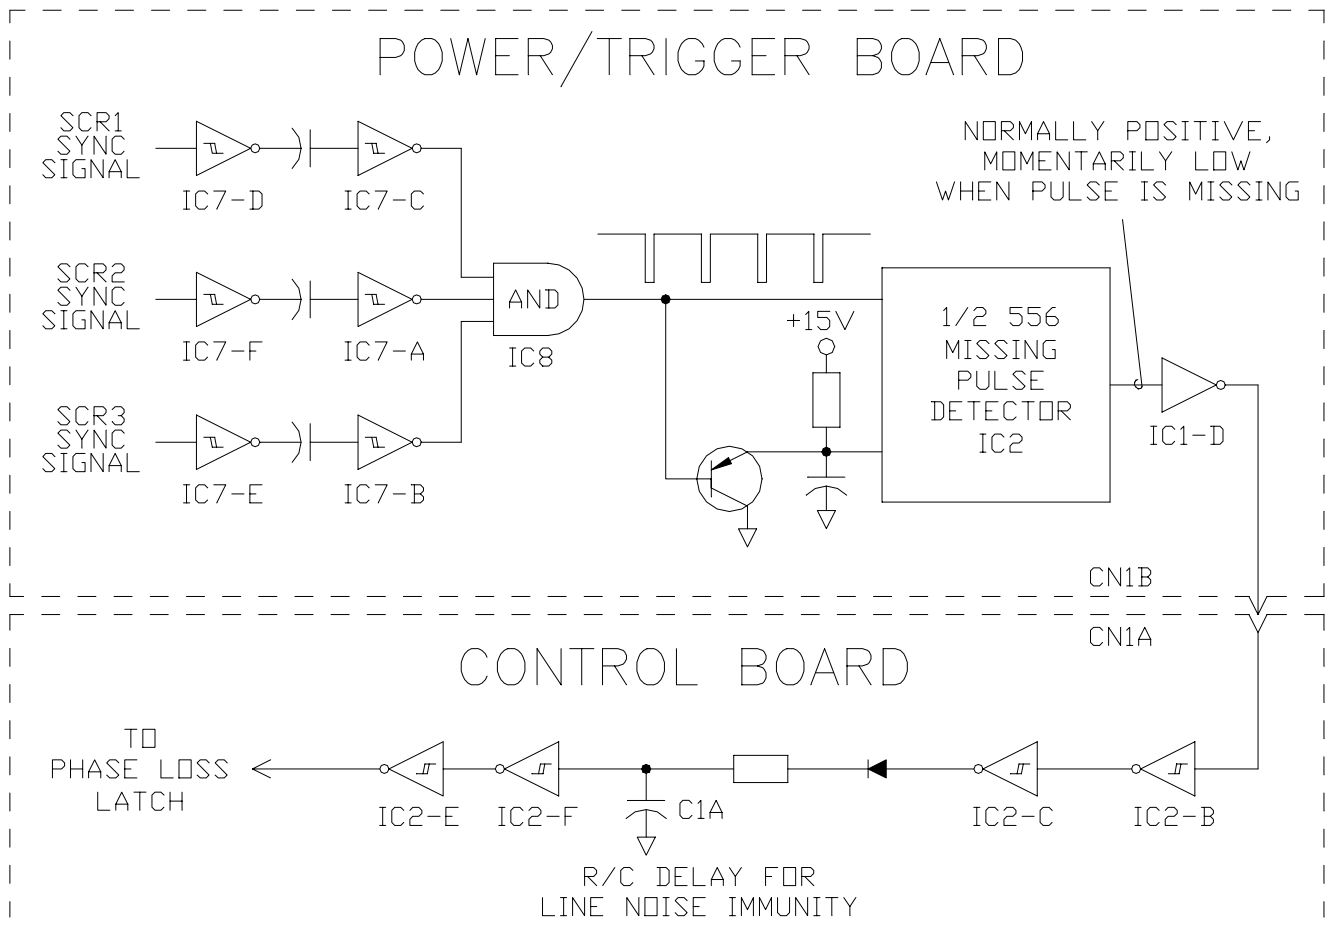 POWER/TRIGGER BOARD
SCR1
SYNC
SIGNAL
IC7-D
IC7-C
NORMALLY POSITIVE,
MOMENTARILY LOW
WHEN PULSE IS MISSING
SCR2
SYNC
SIGNAL
IC7-F
IC7-A
AND
IC8
+15V
1/2 556
MISSING
PULSE
DETECTOR
IC2
IC1-D
SCR3
SYNC
SIGNAL
IC7-E
IC7-B
CN1B
CN1A
CONTROL BOARD
TO
PHASE LOSS
LATCH
IC2-E
IC2-F
C1A
IC2-C
IC2-B
R/C DELAY FOR
LINE NOISE IMMUNITY